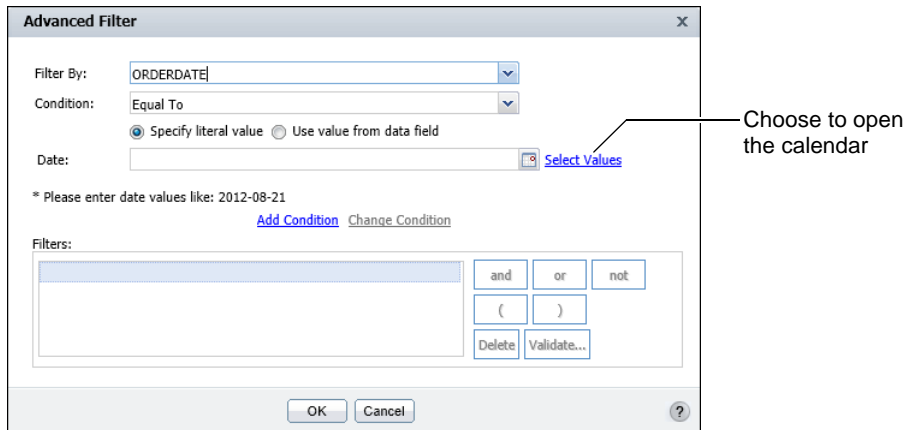 Advanced Filter x
Filter By: ORDERDATE
Condition: Equal To
Specify literal value Use value from data field
Date: Select Values
Choose to open
the calendar
* Please enter date values like: 2012-08-21
Add Condition Change Condition
Filters:
and or not
( )
Delete Validate...
OK Cancel ?